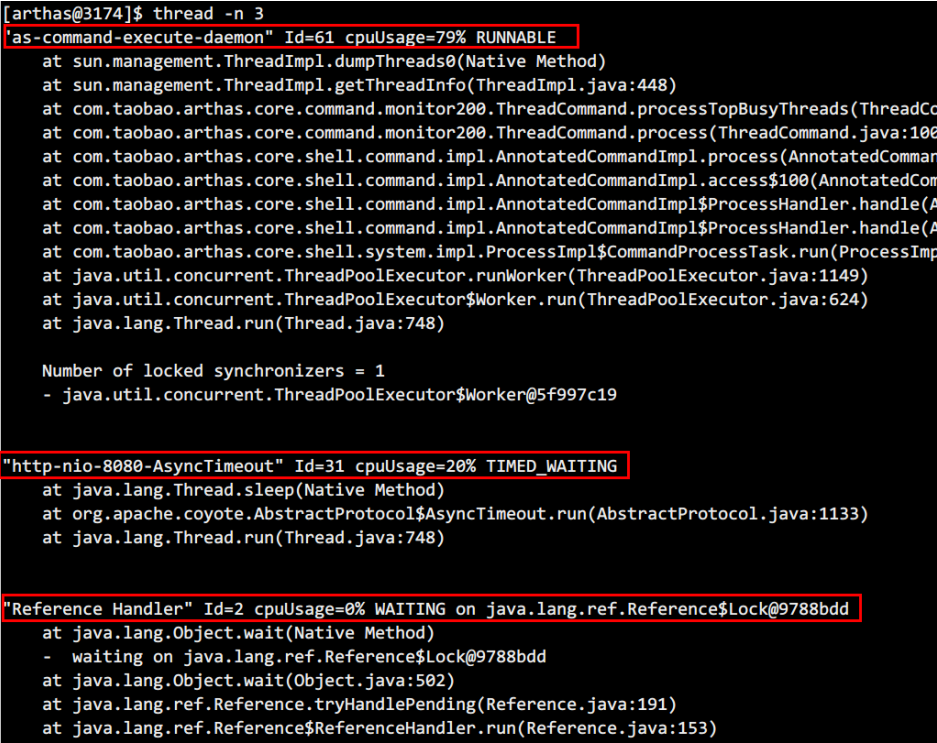 [arthas@3174]$ thread -n 3
"as-command-execute-daemon" Id=61 cpuUsage=79% RUNNABLE
    at sun.management.ThreadImpl.dumpThreads0(Native Method)
    at sun.management.ThreadImpl.getThreadInfo(ThreadImpl.java:448)
    at com.taobao.arthas.core.command.monitor200.ThreadCommand.processTopBusyThreads(ThreadCo
    at com.taobao.arthas.core.command.monitor200.ThreadCommand.process(ThreadCommand.java:100
    at com.taobao.arthas.core.shell.command.impl.AnnotatedCommandImpl.process(AnnotatedComman
    at com.taobao.arthas.core.shell.command.impl.AnnotatedCommandImpl.access$100(AnnotatedCom
    at com.taobao.arthas.core.shell.command.impl.AnnotatedCommandImpl$ProcessHandler.handle(A
    at com.taobao.arthas.core.shell.command.impl.AnnotatedCommandImpl$ProcessHandler.handle(A
    at com.taobao.arthas.core.shell.system.impl.ProcessImpl$CommandProcessTask.run(ProcessImp
    at java.util.concurrent.ThreadPoolExecutor.runWorker(ThreadPoolExecutor.java:1149)
    at java.util.concurrent.ThreadPoolExecutor$Worker.run(ThreadPoolExecutor.java:624)
    at java.lang.Thread.run(Thread.java:748)
    Number of locked synchronizers = 1
    - java.util.concurrent.ThreadPoolExecutor$Worker@5f997c19
"http-nio-8080-AsyncTimeout" Id=31 cpuUsage=20% TIMED_WAITING
    at java.lang.Thread.sleep(Native Method)
    at org.apache.coyote.AbstractProtocol$AsyncTimeout.run(AbstractProtocol.java:1133)
    at java.lang.Thread.run(Thread.java:748)
"Reference Handler" Id=2 cpuUsage=0% WAITING on java.lang.ref.Reference$Lock@9788bdd
    at java.lang.Object.wait(Native Method)
    -  waiting on java.lang.ref.Reference$Lock@9788bdd
    at java.lang.Object.wait(Object.java:502)
    at java.lang.ref.Reference.tryHandlePending(Reference.java:191)
    at java.lang.ref.Reference$ReferenceHandler.run(Reference.java:153)